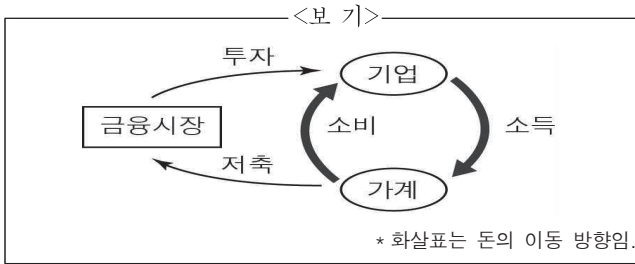 <보 기>
투자
기업
금융시장
소비
소득
저축
가계
* 화살표는 돈의 이동 방향임.